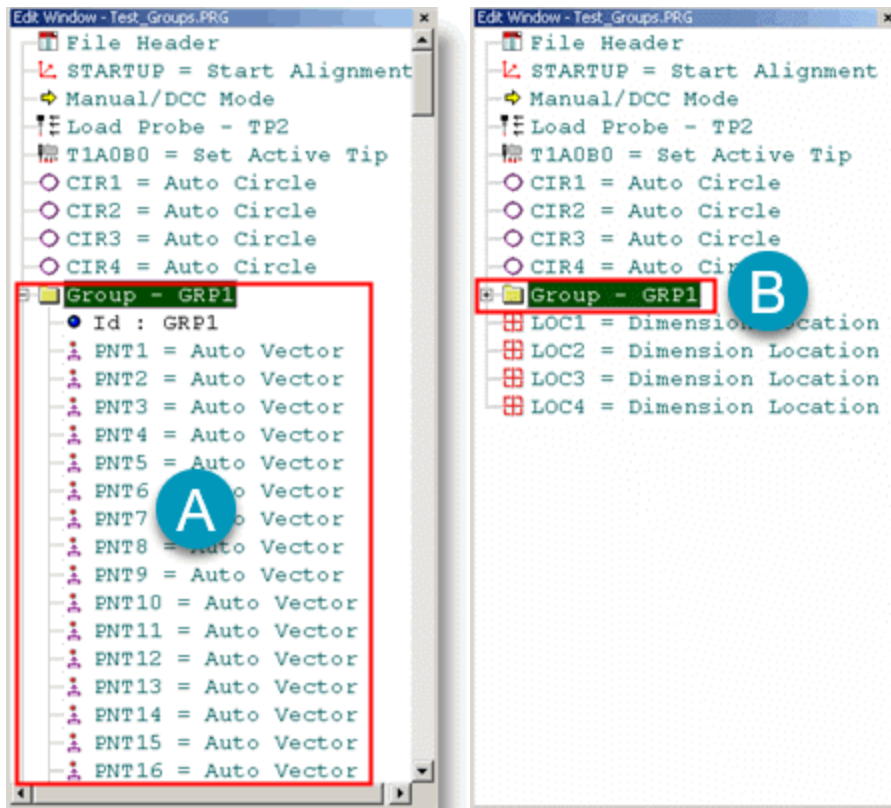 Edit Window - Test_Groups.PRG
File Header
STARTUP = Start Alignment
Manual/DCC Mode
Load Probe - TP2
T1A0B0 = Set Active Tip
CIR1 = Auto Circle
CIR2 = Auto Circle
CIR3 = Auto Circle
CIR4 = Auto Circle
Group - GRP1
Id : GRP1
PNT1 = Auto Vector
PNT2 = Auto Vector
PNT3 = Auto Vector
PNT4 = Auto Vector
PNT5 = Auto Vector
PNT6 Vector
PNT7 Vector
PNT8 = Auto Vector
PNT9 = Auto Vector
PNT10 = Auto Vector
PNT11 = Auto Vector
PNT12 = Auto Vector
PNT13 = Auto Vector
PNT14 = Auto Vector
PNT15 = Auto Vector
PNT16 = Auto Vector
A
Edit Window - Test_Groups.PRG
File Header
STARTUP = Start Alignment
Manual/DCC Mode
Load Probe - TP2
T1A0B0 = Set Active Tip
CIR1 = Auto Circle
CIR2 = Auto Circle
CIR3 = Auto Circle
CIR4 = Auto Cir
Group - GRP1
B
LOC1 = Dimension Location
LOC2 = Dimension Location
LOC3 = Dimension Location
LOC4 = Dimension Location